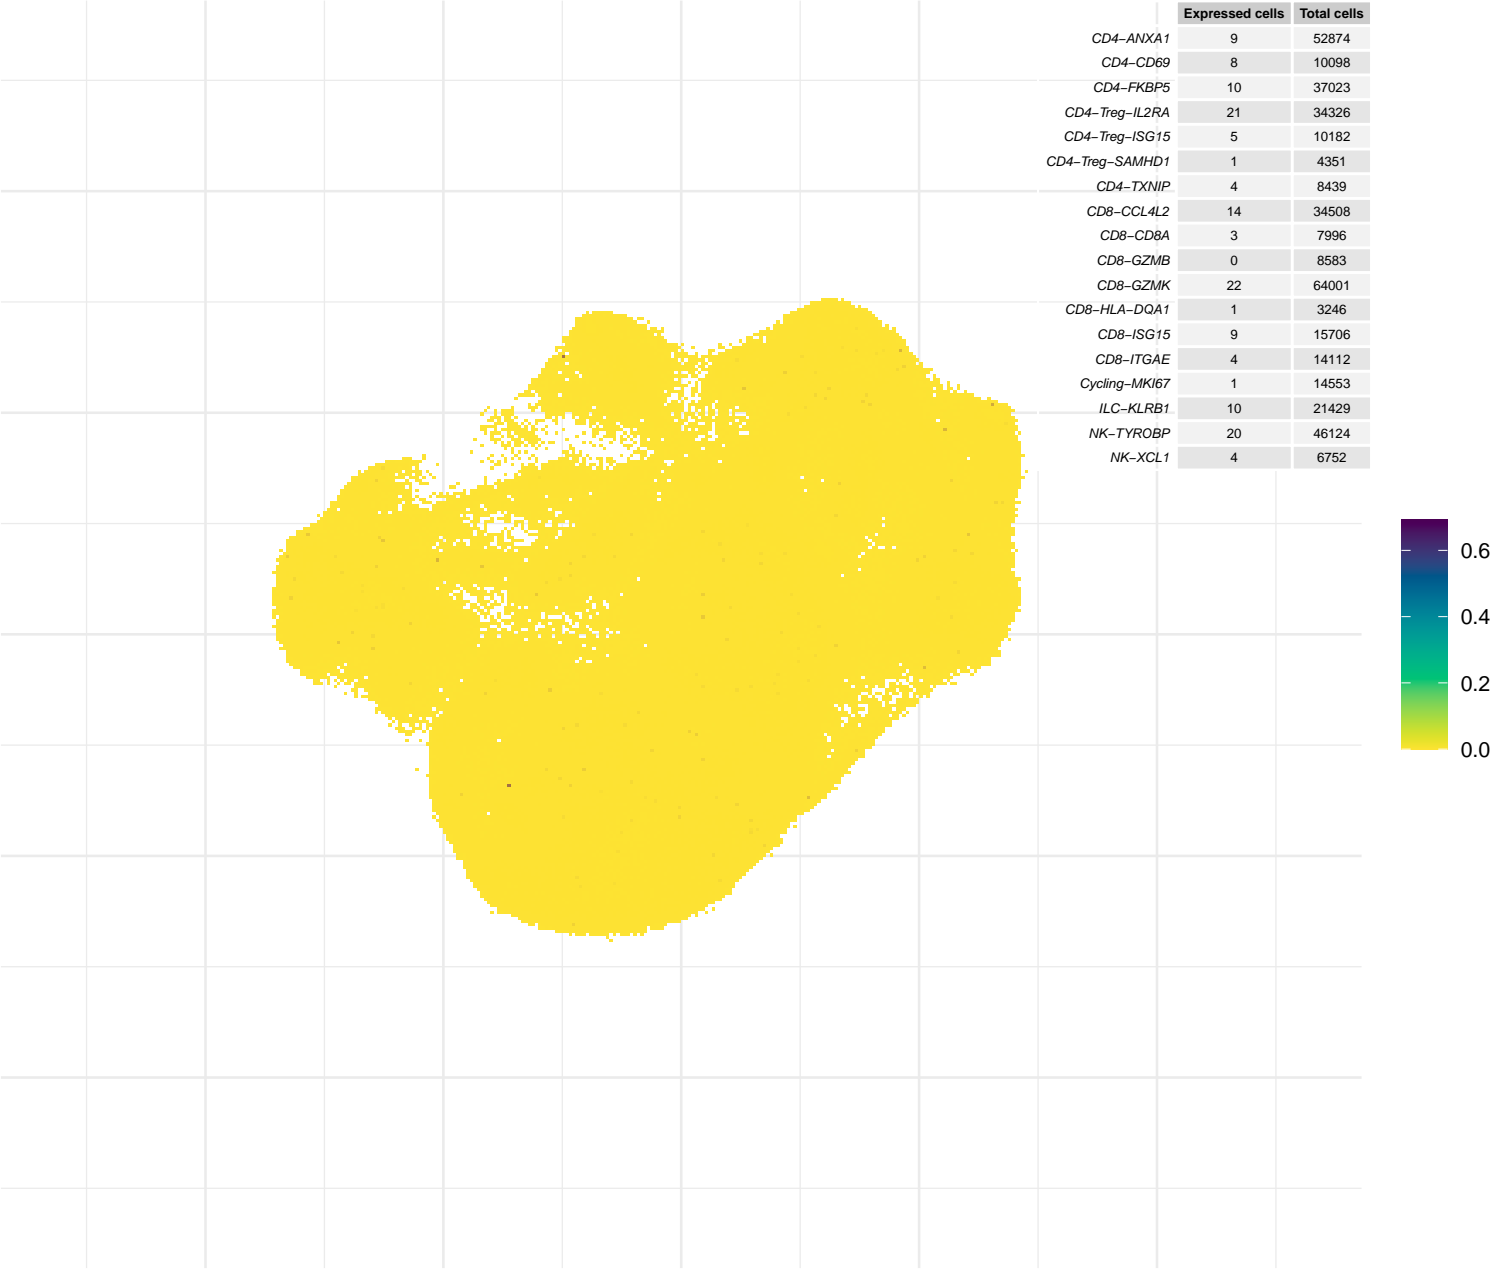 Expressed cells Total cells
CD4−ANXA1 9 52874
CD4−CD69 8 10098
CD4−FKBP5 10 37023
CD4−Treg−IL2RA 21 34326
CD4−Treg−ISG15 5 10182
CD4−Treg−SAMHD1 1 4351
CD4−TXNIP 4 8439
CD8−CCL4L2 14 34508
CD8−CD8A 3 7996
CD8−GZMB 0 8583
CD8−GZMK 22 64001
CD8−HLA−DQA1 1 3246
CD8−ISG15 9 15706
CD8−ITGAE 4 14112
Cycling−MKI67 1 14553
ILC−KLRB1 10 21429
NK−TYROBP 20 46124
NK−XCL1 4 6752
0.6
0.4
0.2
0.0